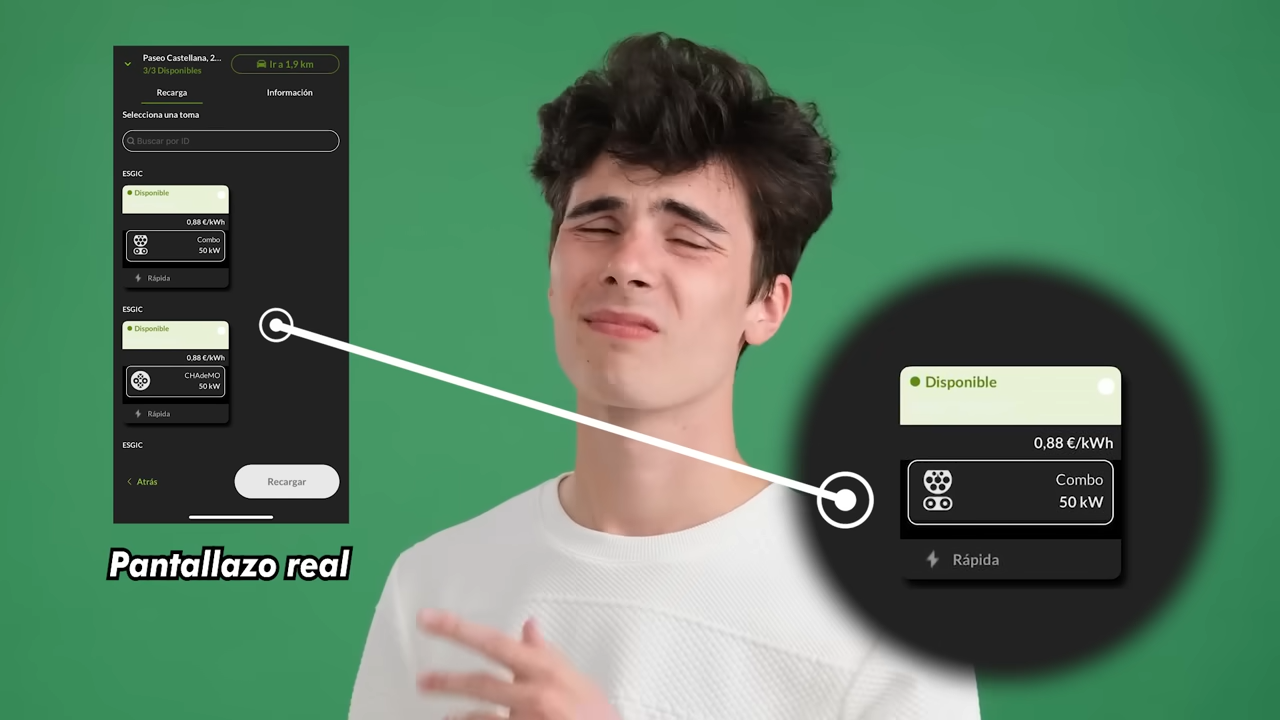 Paseo Castellana, 2...
3/3 Disponibles
Ir a 1,9 km
Recarga
Información
Selecciona una toma
Buscar por ID
ESGIC
Disponible
0,88 €/kWh
Combo
50 kW
Rápida
ESGIC
Disponible
0,88 €/kWh
CHAdeMO
50 kW
Rápida
ESGIC
Atrás
Recargar
Pantallazo real
Disponible
0,88 €/kWh
Combo
50 kW
Rápida